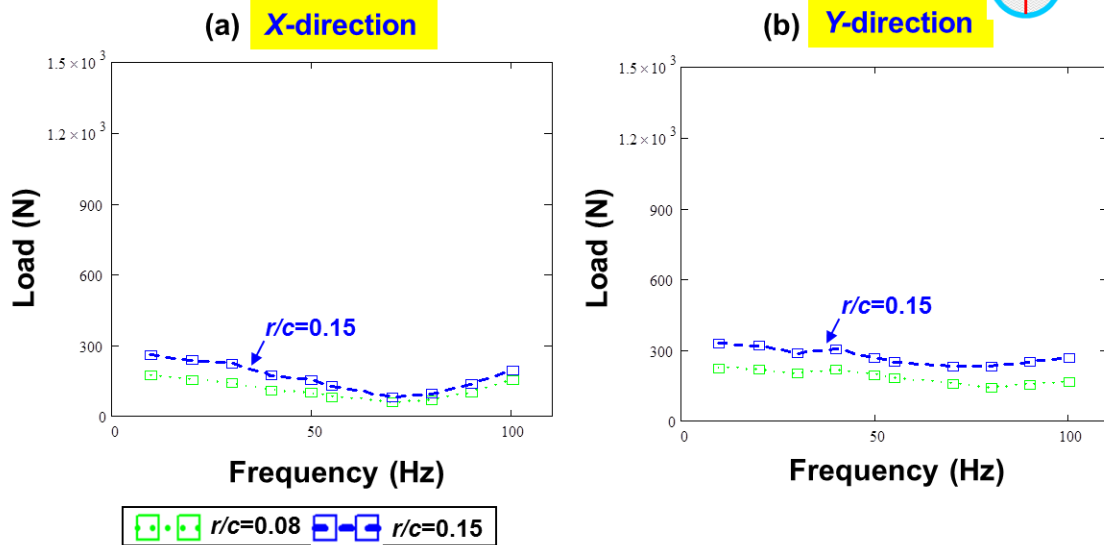 (a) X-direction
1.5×10³
1.2×10³
900
600
300
0
0
50
100
Load (N)
r/c=0.15
Frequency (Hz)
(b) Y-direction
1.5×10³
1.2×10³
900
600
300
0
0
50
100
Load (N)
r/c=0.15
Frequency (Hz)
r/c=0.08 r/c=0.15